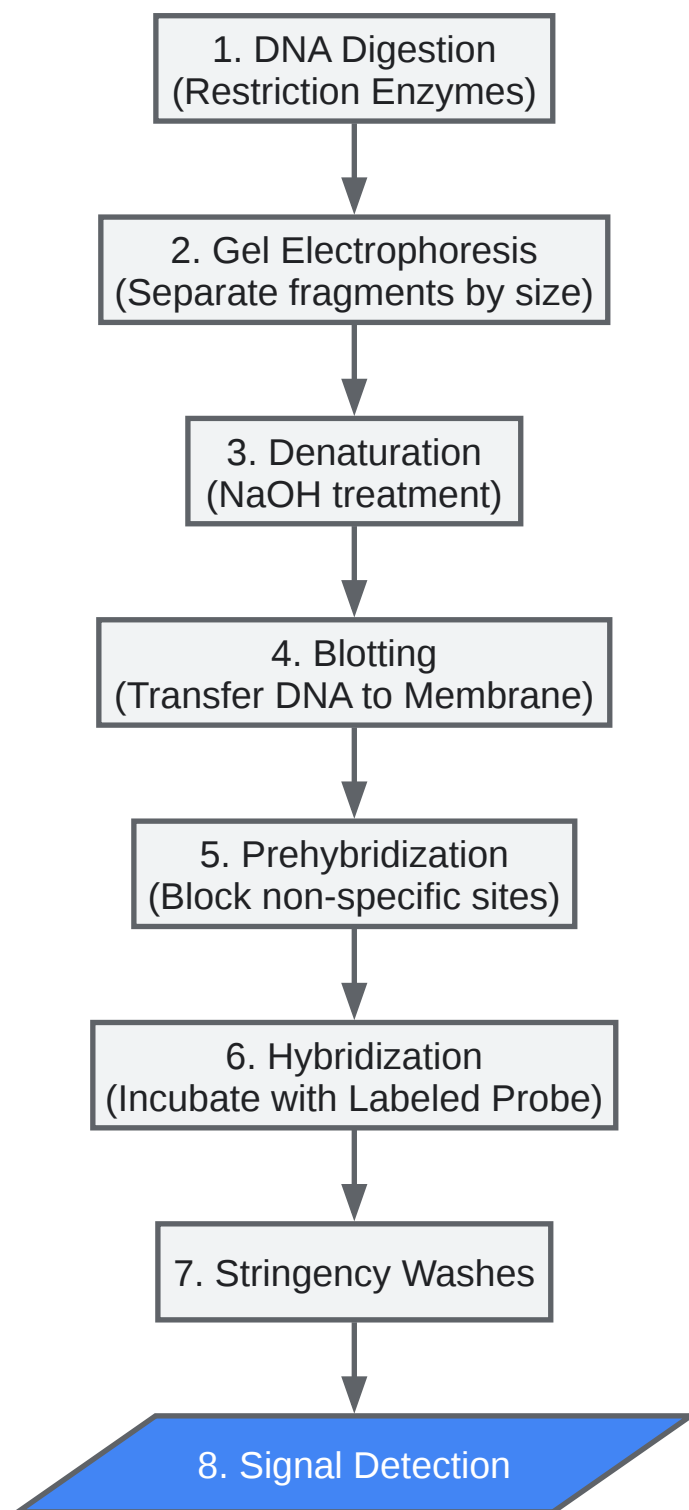 1. DNA Digestion
(Restriction Enzymes)
2. Gel Electrophoresis
(Separate fragments by size)
3. Denaturation
(NaOH treatment)
4. Blotting
(Transfer DNA to Membrane)
5. Prehybridization
(Block non-specific sites)
6. Hybridization
(Incubate with Labeled Probe)
7. Stringency Washes
8. Signal Detection